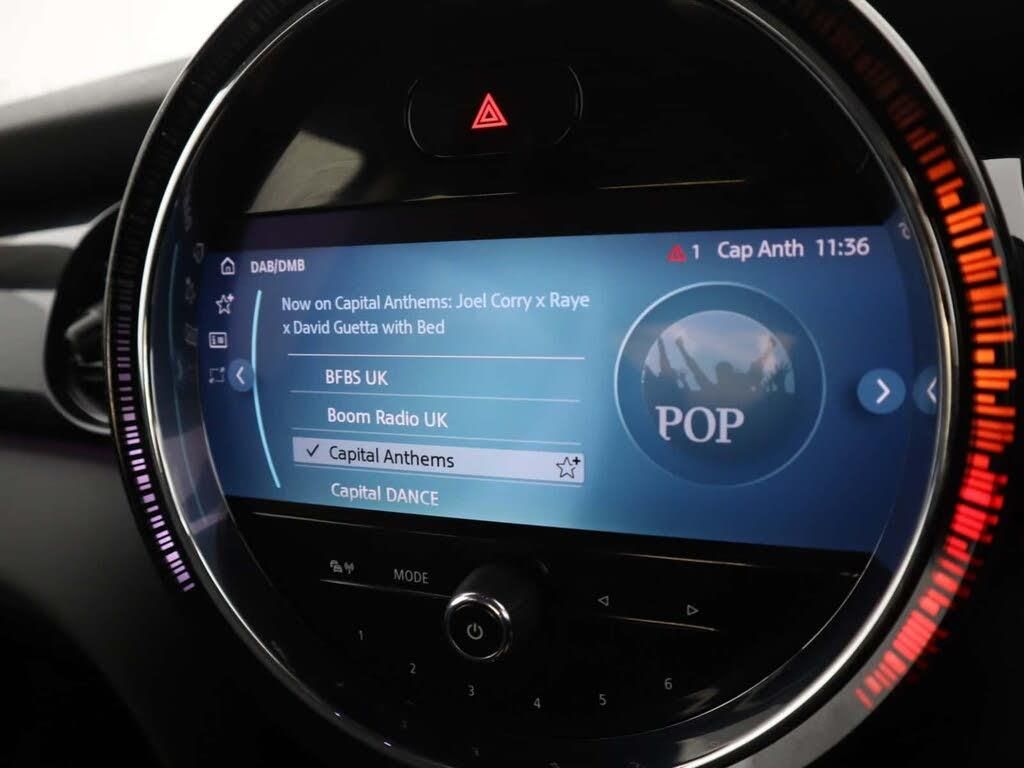 DAB/DMB
1 Cap Anth 11:36
Now on Capital Anthems: Joel Corry x Raye
x David Guetta with Bed
BFBS UK
Boom Radio UK
Capital Anthems
Capital DANCE
POP
MODE
1
2
3
4
5
6